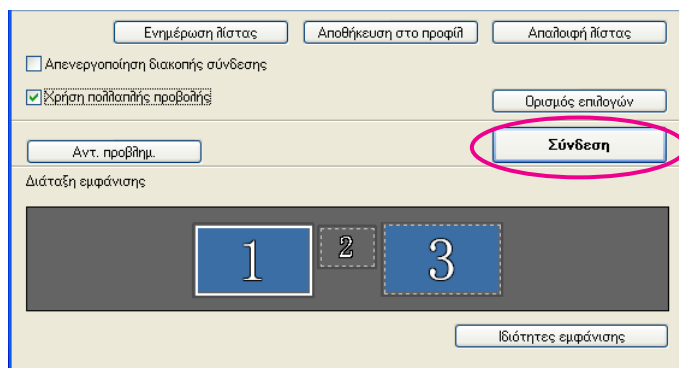 Ενημέρωση λίστας Αποθήκευση στο προφίλ Απαλοιφή λίστας
Απενεργοποίηση διακοπής σύνδεσης
Χρήση πολλαπλής προβολής Ορισμός επιλογών
Αντ. προβλημ. Σύνδεση
Διάταξη εμφάνισης
1 2 3
Ιδιότητες εμφάνισης